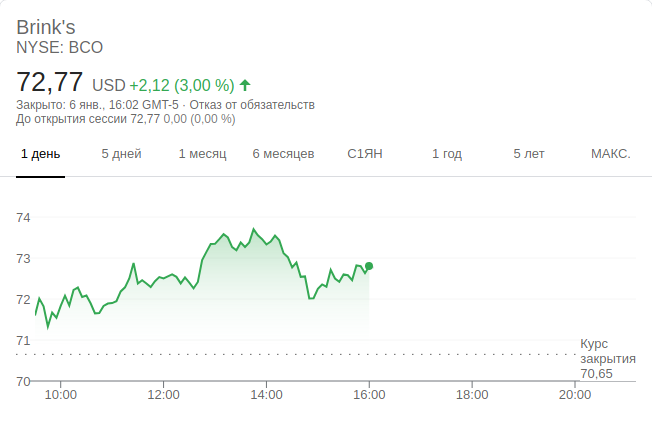 Brink's
NYSE: BCO
72,77 USD +2,12 (3,00 %)
Закрыто: 6 янв., 16:02 GMT-5 · Отказ от обязательств
До открытия сессии 72,77 0,00 (0,00 %)
1 день 5 дней 1 месяц 6 месяцев С1ЯН 1 год 5 лет МАКС.
74
73
72
71
Курс
закрытия
70,65
70
10:00 12:00 14:00 16:00 18:00 20:00